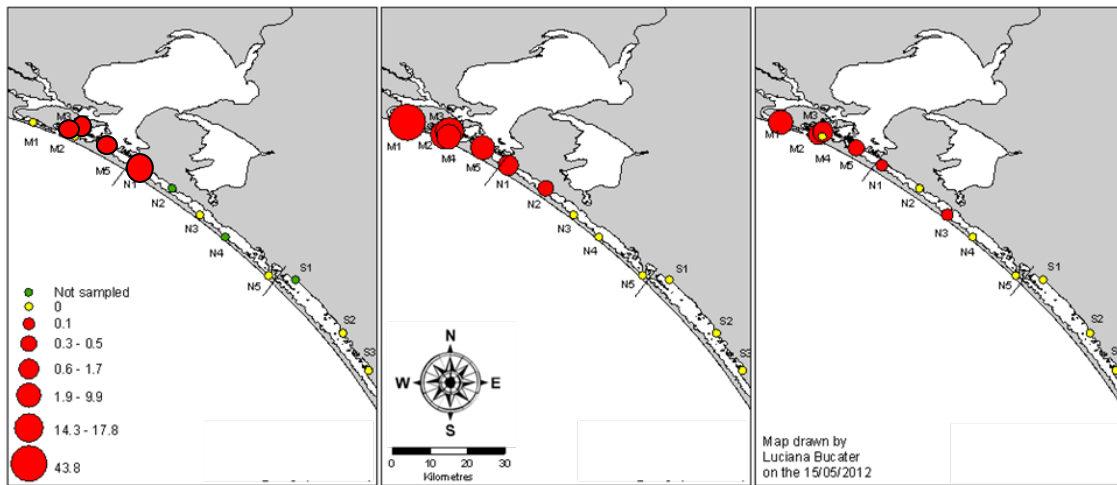 M3
M1
M2
M5
N1
N2
N3
N4
S1
N5
S2
S3
Not sampled
0
0.1
0.3 - 0.5
0.6 - 1.7
1.9 - 9.9
14.3 - 17.8
43.8
M3
M1
M2
M4
M5
N1
N2
N3
N4
S1
N5
S2
S3
N
W E
S
0 10 20 30
Kilometres
M3
M1
M2
M4
M5
N1
N2
N3
N4
S1
N5
S2
Map drawn by
Luciana Bucater
on the 15/05/2012